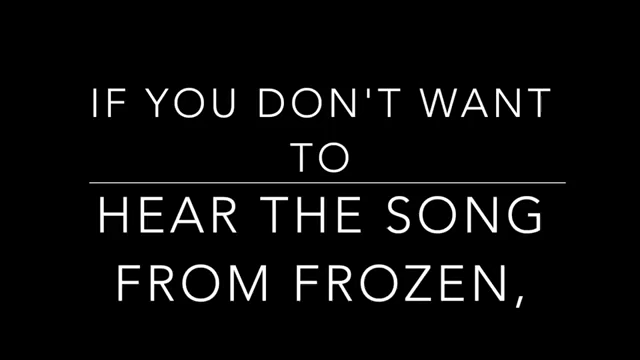 IF YOU DON'T WANT
TO
HEAR THE SONG
FROM FROZEN,